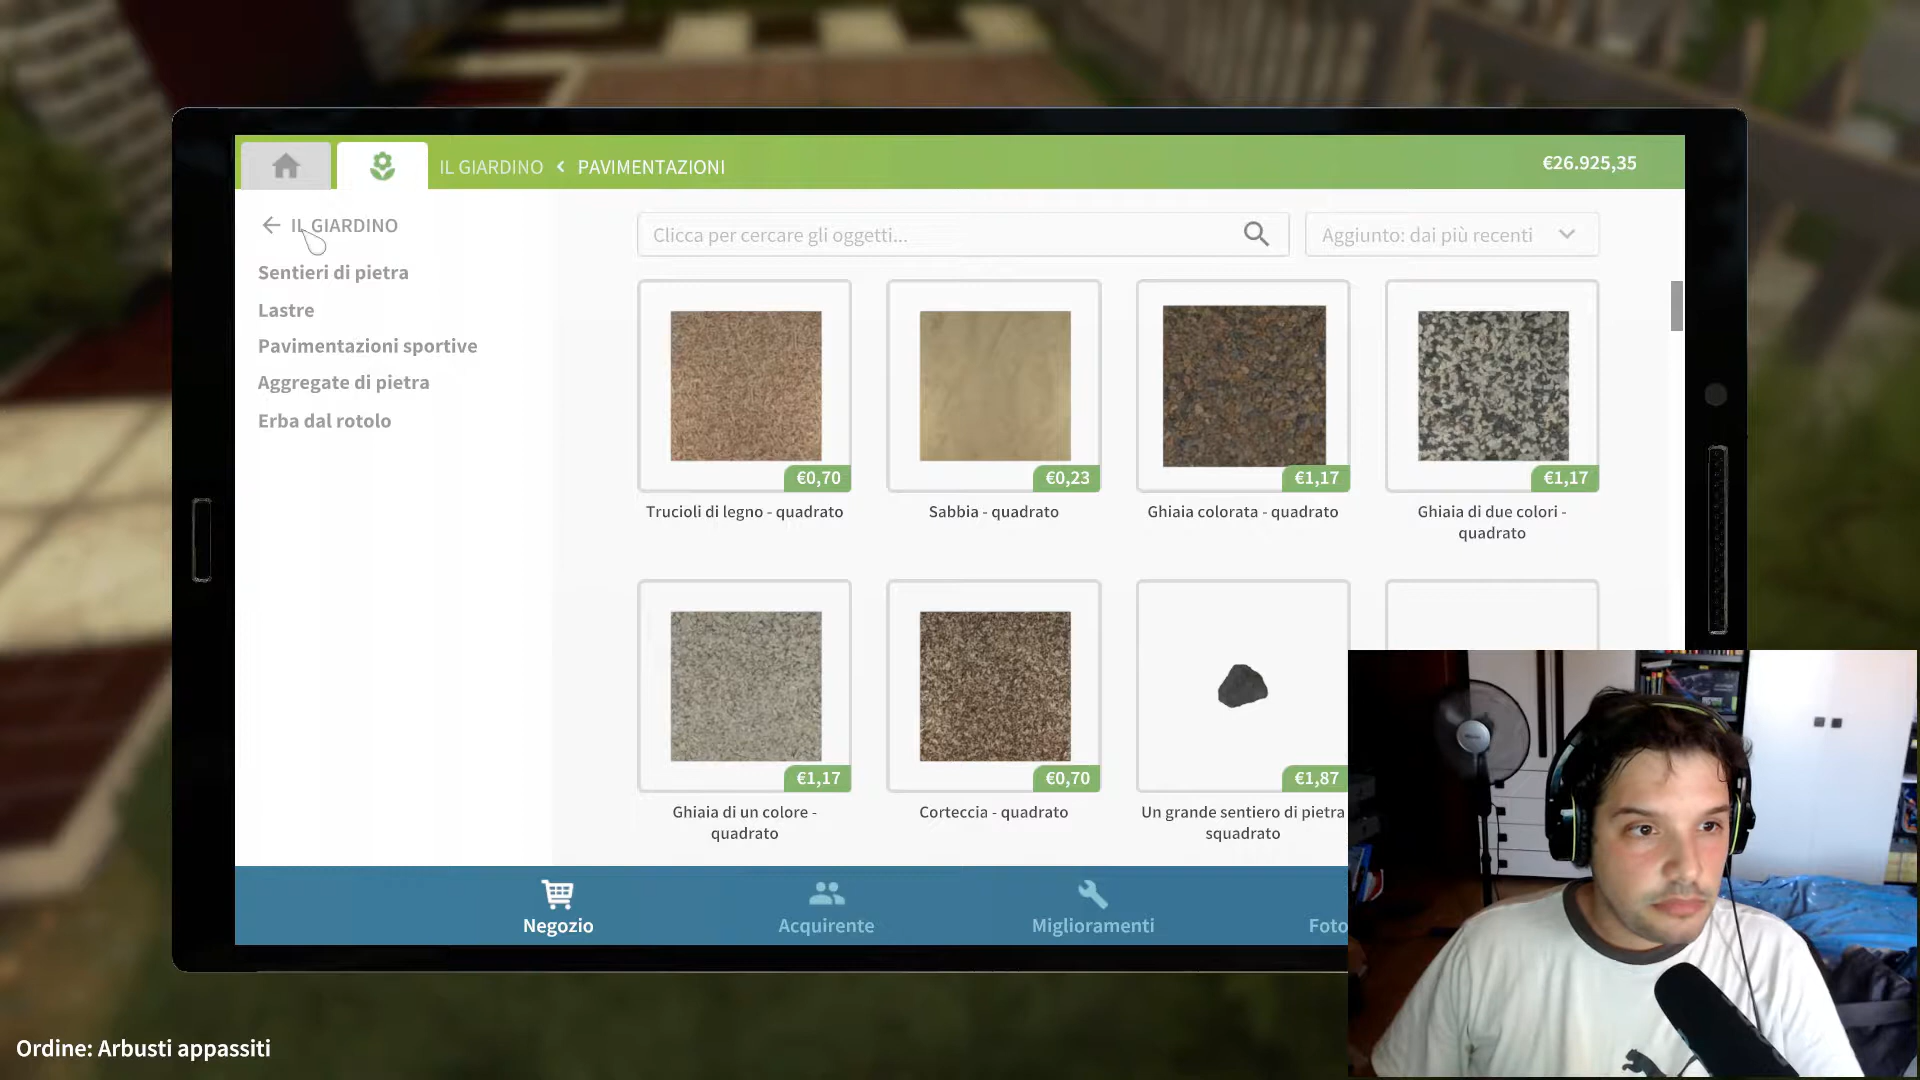 IL GIARDINO < PAVIMENTAZIONI
€26.925,35
IL GIARDINO
Sentieri di pietra
Lastre
Pavimentazioni sportive
Aggregate di pietra
Erba dal rotolo
Clicca per cercare gli oggetti...
Aggiunto: dai più recenti
€0,70
€0,23
€1,17
€1,17
Trucioli di legno - quadrato
Sabbia - quadrato
Ghiaia colorata - quadrato
Ghiaia di due colori -
quadrato
€1,17
€0,70
€1,87
Ghiaia di un colore -
quadrato
Corteccia - quadrato
Un grande sentiero di pietra
squadrato
Negozio
Acquirente
Miglioramenti
Foto
Ordine: Arbusti appassiti